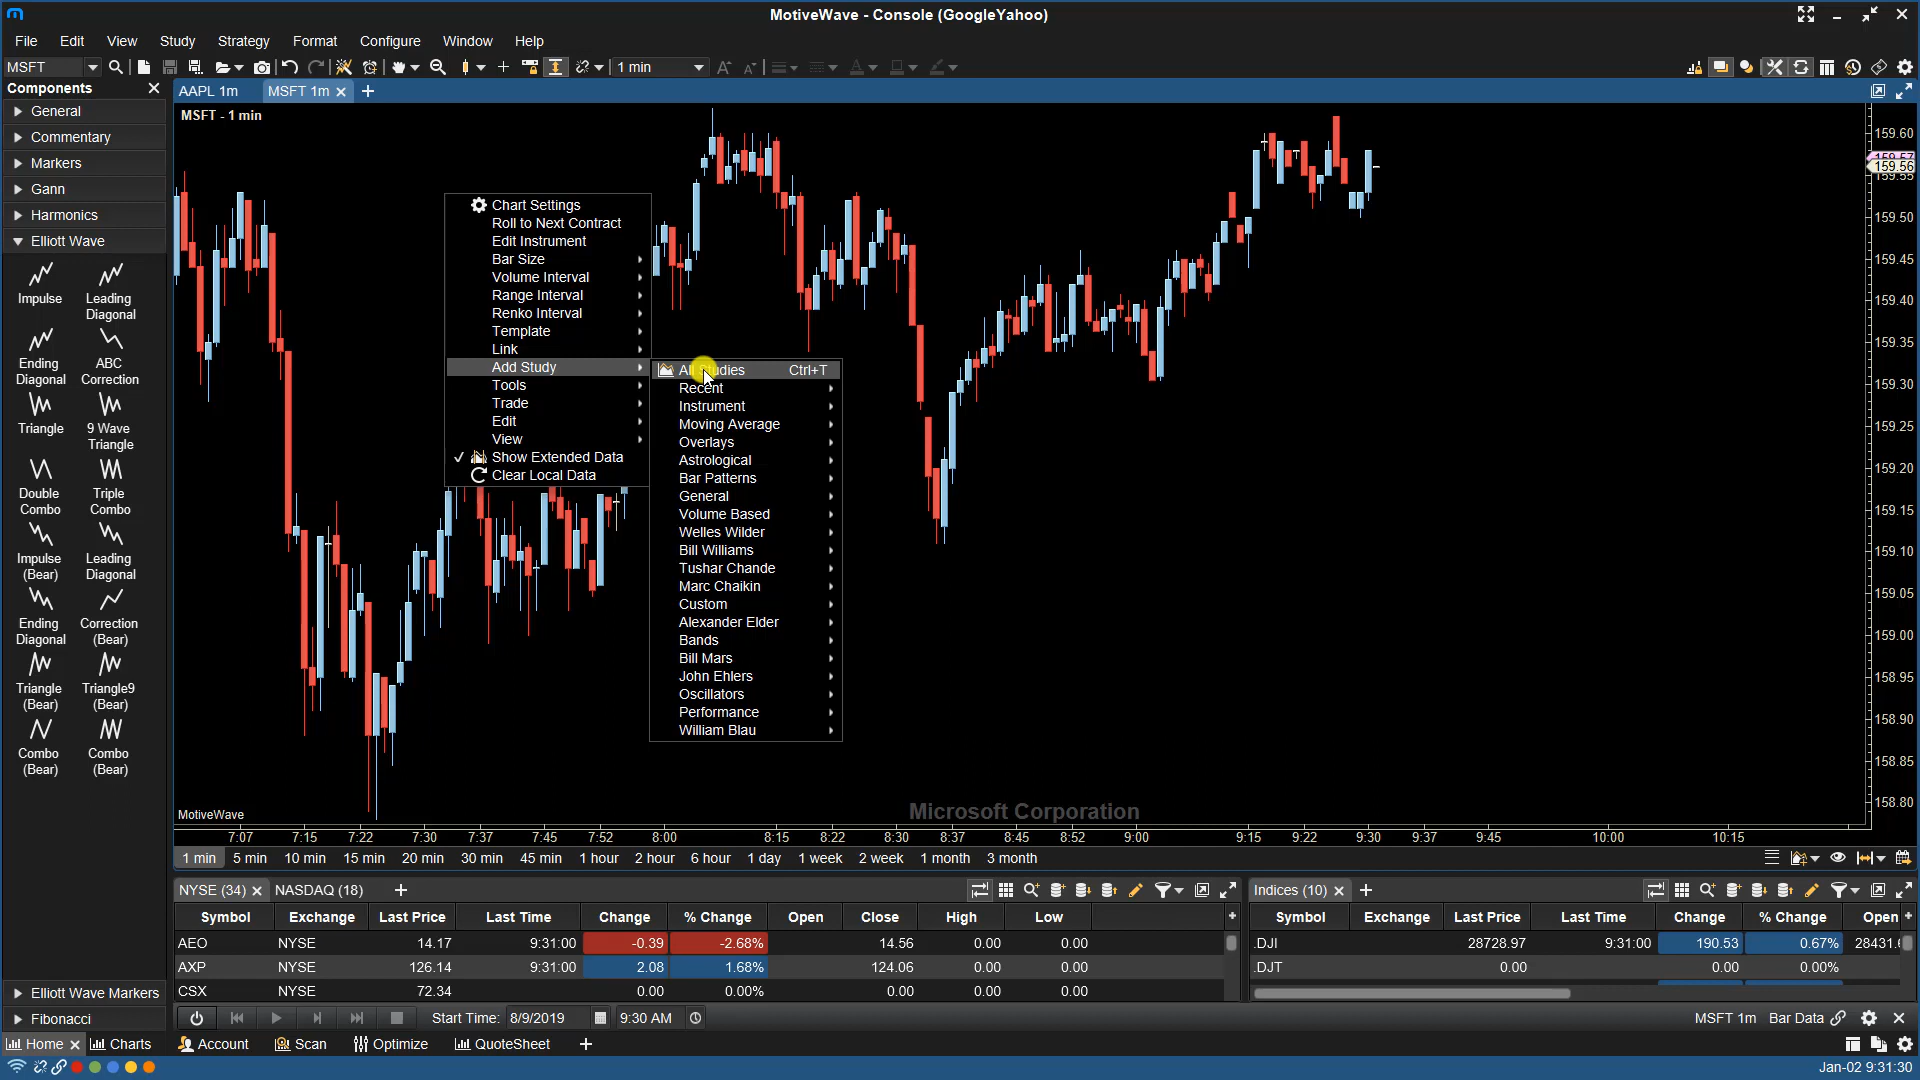 MotiveWave - Console (GoogleYahoo)
File Edit View Study Strategy Format Configure Window Help
MSFT 1 min
Components
General
Commentary
Markers
Gann
Harmonics
Elliott Wave
Impulse
Leading Diagonal
Ending Diagonal
ABC Correction
Triangle
9 Wave Triangle
Double Combo
Triple Combo
Impulse (Bear)
Leading Diagonal
Ending Diagonal
Correction (Bear)
Triangle (Bear)
Triangle9 (Bear)
Combo (Bear)
Combo (Bear)
Elliott Wave Markers
Fibonacci
AAPL 1m MSFT 1m
MSFT - 1 min
Chart Settings
Roll to Next Contract
Edit Instrument
Bar Size
Volume Interval
Range Interval
Renko Interval
Template
Link
Add Study
Tools
Trade
Edit
View
Show Extended Data
Clear Local Data
All Studies Ctrl+T
Recent
Instrument
Moving Average
Overlays
Astrological
Bar Patterns
General
Volume Based
Welles Wilder
Bill Williams
Tushar Chande
Marc Chaikin
Custom
Alexander Elder
Bands
Bill Mars
John Ehlers
Oscillators
Performance
William Blau
159.60
159.57
159.56
159.55
159.50
159.45
159.40
159.35
159.30
159.25
159.20
159.15
159.10
159.05
159.00
158.95
158.90
158.85
158.80
MotiveWave
Microsoft Corporation
7:07 7:15 7:22 7:30 7:37 7:45 7:52 8:00 8:15 8:22 8:30 8:37 8:45 8:52 9:00 9:15 9:22 9:30 9:37 9:45 10:00 10:15
1 min 5 min 10 min 15 min 20 min 30 min 45 min 1 hour 2 hour 6 hour 1 day 1 week 2 week 1 month 3 month
NYSE (34) NASDAQ (18)
Symbol Exchange Last Price Last Time Change % Change Open Close High Low
AEO NYSE 14.17 9:31:00 -0.39 -2.68% 14.56 0.00 0.00
AXP NYSE 126.14 9:31:00 2.08 1.68% 124.06 0.00 0.00
CSX NYSE 72.34 0.00 0.00% 0.00 0.00 0.00
Indices (10)
Symbol Exchange Last Price Last Time Change % Change Open
.DJI 28728.97 9:31:00 190.53 0.67% 28431.6
.DJT 0.00 0.00 0.00%
Start Time: 8/9/2019 9:30 AM
MSFT 1m Bar Data
Home Charts Account Scan Optimize QuoteSheet
Jan-02 9:31:30